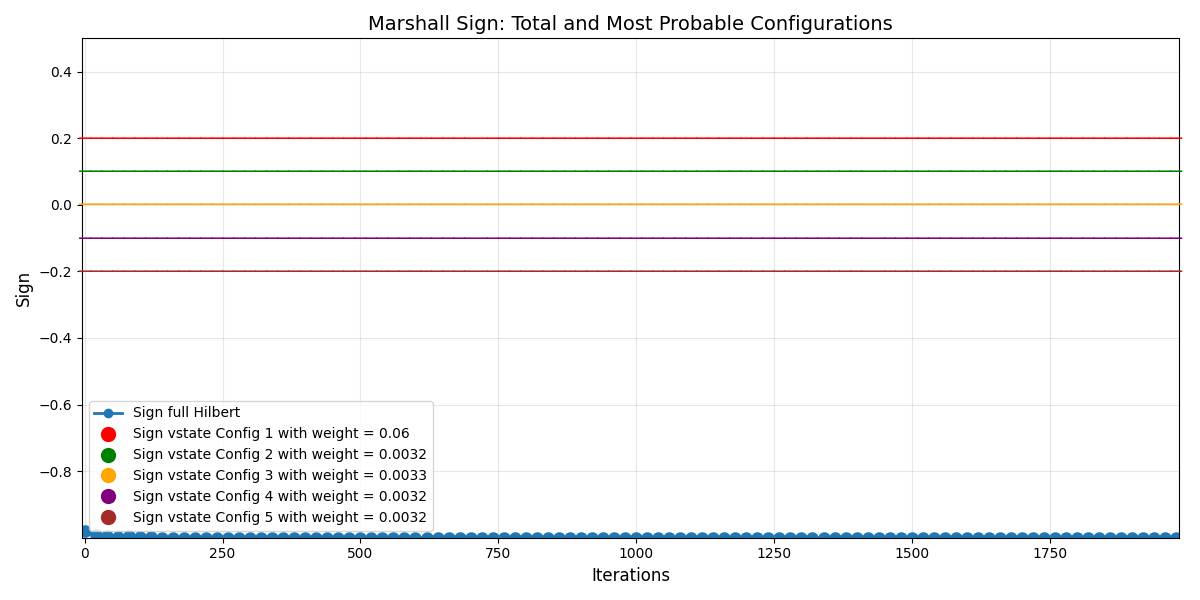 Marshall Sign: Total and Most Probable Configurations
Sign
0.4
0.2
0.0
−0.2
−0.4
−0.6
−0.8
Sign full Hilbert
Sign vstate Config 1 with weight = 0.06
Sign vstate Config 2 with weight = 0.0032
Sign vstate Config 3 with weight = 0.0033
Sign vstate Config 4 with weight = 0.0032
Sign vstate Config 5 with weight = 0.0032
0 250 500 750 1000 1250 1500 1750
Iterations